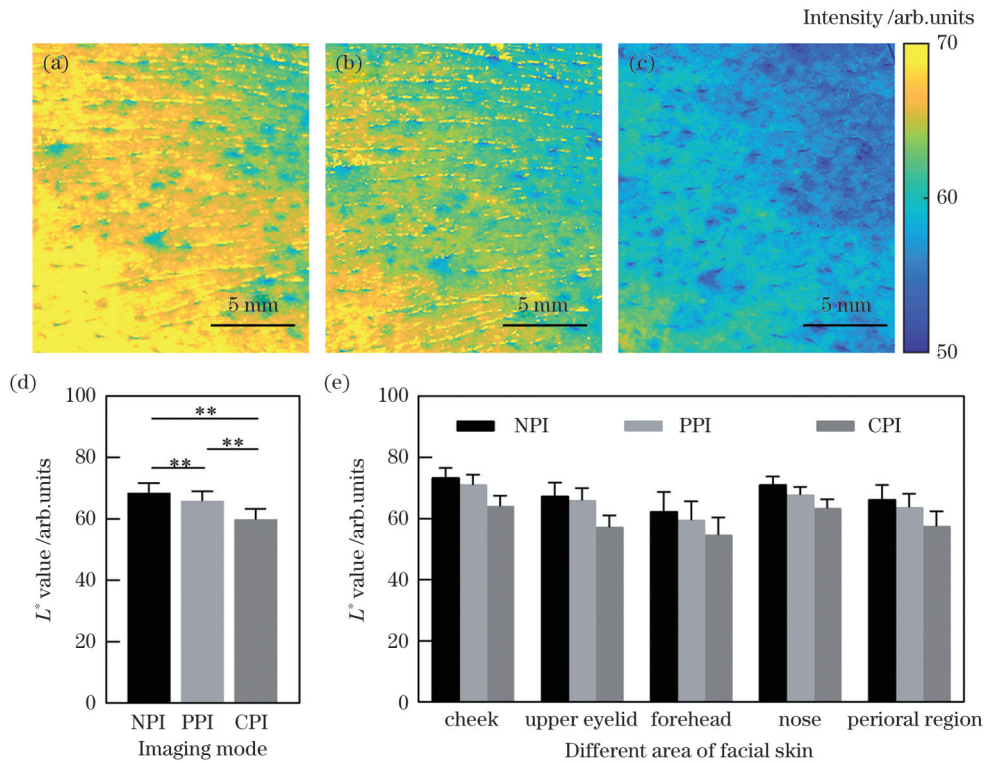 Intensity /arb.units
(a)
(b)
(c)
70
60
50
5 mm
5 mm
5 mm
(d)
100
80
60
40
20
0
L* value /arb.units
**
**
**
NPI PPI CPI
Imaging mode
(e)
100
80
60
40
20
0
L* value /arb.units
NPI PPI CPI
cheek upper eyelid forehead nose perioral region
Different area of facial skin